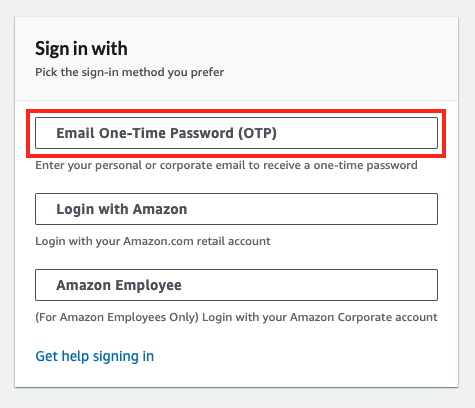 Sign in with
Pick the sign-in method you prefer
Email One-Time Password (OTP)
Enter your personal or corporate email to receive a one-time password
Login with Amazon
Login with your Amazon.com retail account
Amazon Employee
(For Amazon Employees Only) Login with your Amazon Corporate account
Get help signing in